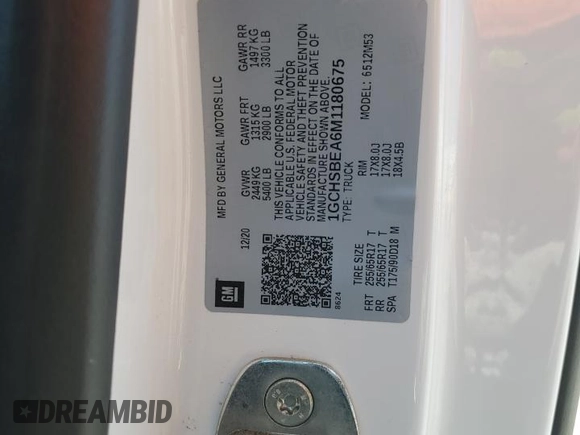 MFD BY GENERAL MOTORS LLC
12/20
GVWR GAWR FRT GAWR RR
2449 KG 1315 KG 1497 KG
5400 LB 2900 LB 3300 LB
THIS VEHICLE CONFORMS TO ALL
APPLICABLE U.S. FEDERAL MOTOR
VEHICLE SAFETY AND THEFT PREVENTION
STANDARDS IN EFFECT ON THE DATE OF
MANUFACTURE SHOWN ABOVE.
1GCHSBEA6M1180675
TYPE: TRUCK MODEL: 6512M53
TIRE SIZE RIM
FRT 255/65R17 T 17X8.0J
RR 255/65R17 T 17X8.0J
SPA T175/90D18 M 18X4.5B
GM
8624
DREAMBID